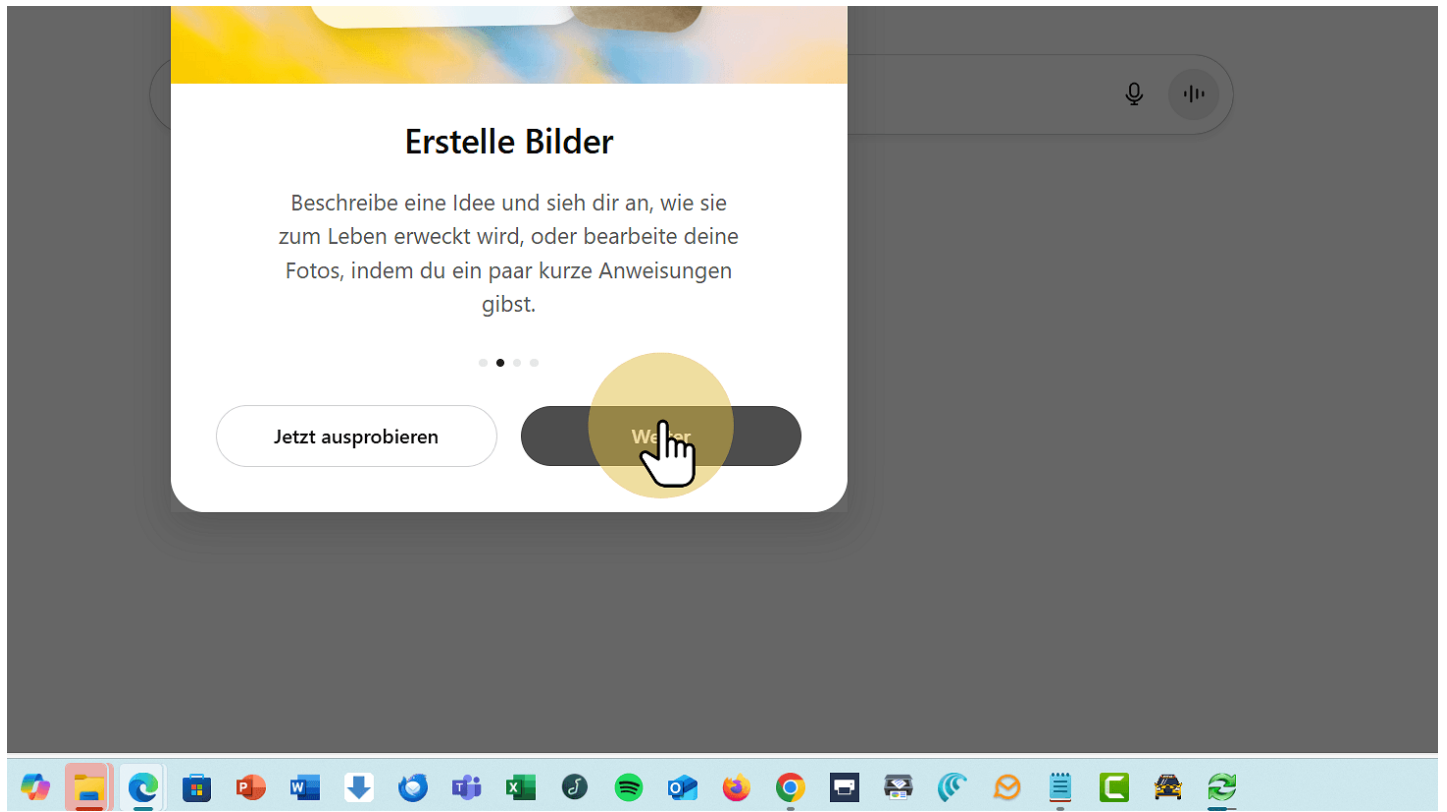 Erstelle Bilder
Beschreibe eine Idee und sieh dir an, wie sie
zum Leben erweckt wird, oder bearbeite deine
Fotos, indem du ein paar kurze Anweisungen
gibst.
Jetzt ausprobieren
Weiter